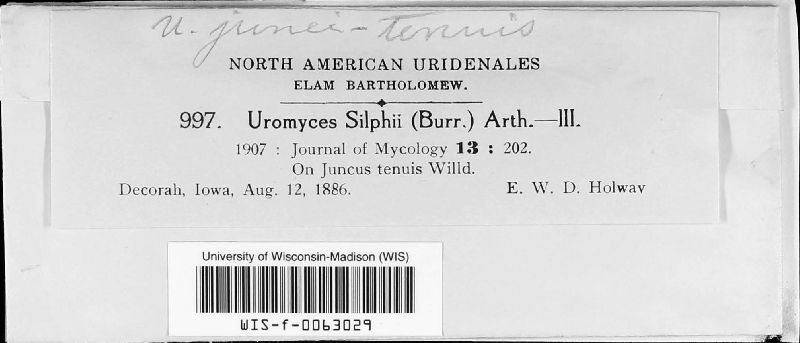 U. junci-tenuis
NORTH AMERICAN URIDENALES
ELAM BARTHOLOMEW.
997. Uromyces Silphii (Burr.) Arth.—III.
1907 : Journal of Mycology 13 : 202.
On Juncus tenuis Willd.
Decorah, Iowa, Aug. 12, 1886. E. W. D. Holway
University of Wisconsin-Madison (WIS)
WIS-f-0063029